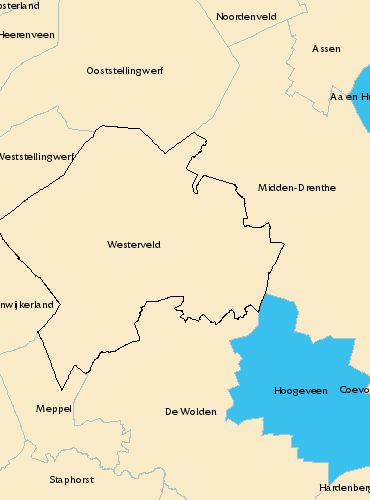 osterland
Noordenveld
Heerenveen
Assen
Ooststellingwerf
Aa en Hu
Weststellingwerf
Midden-Drenthe
Westerveld
nwijkerland
Hoogeveen
Coevo
Meppel
De Wolden
Staphorst
Hardenberg